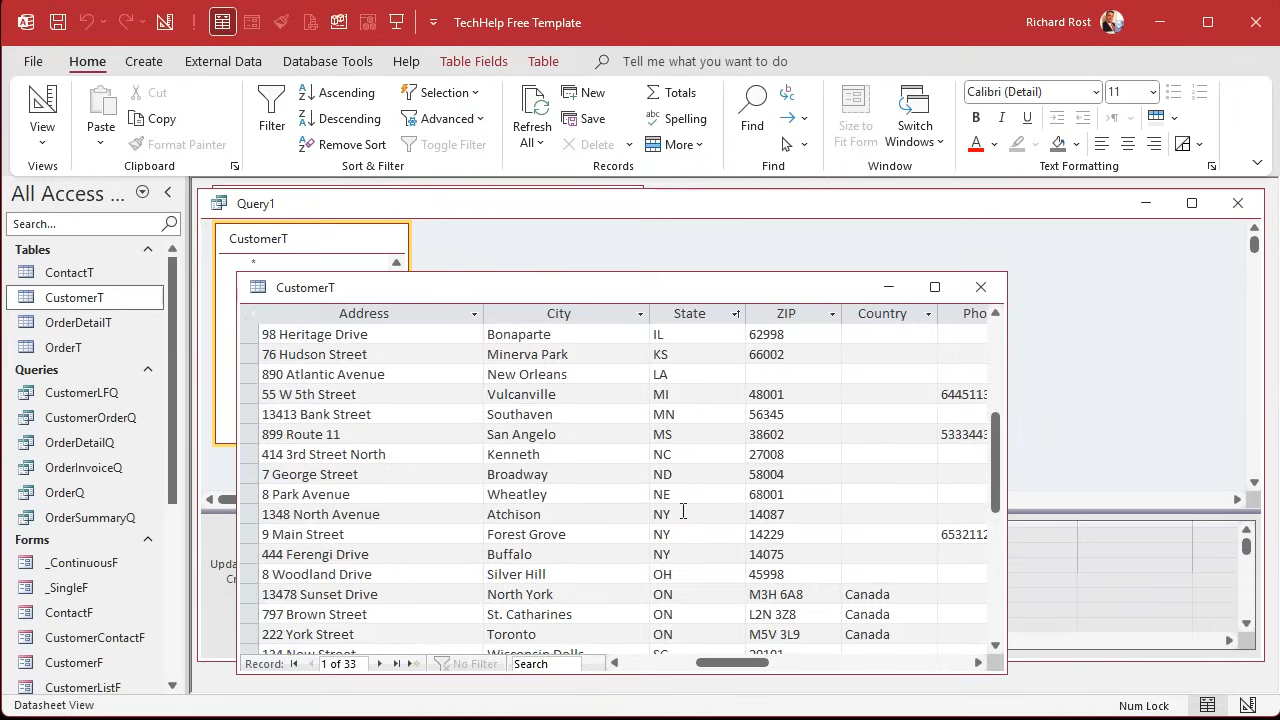 TechHelp Free Template
Richard Rost
File Home Create External Data Database Tools Help Table Fields Table Tell me what you want to do
View
Views
Paste
Cut
Copy
Format Painter
Clipboard
Filter
Ascending
Descending
Remove Sort
Selection
Advanced
Toggle Filter
Sort & Filter
Refresh
All
New
Save
Delete
Totals
Spelling
More
Records
Find
Find
Size to
Fit Form
Switch
Windows
Window
Calibri (Detail) 11
B I U
A
Text Formatting
All Access ...
Search...
Tables
ContactT
CustomerT
OrderDetailT
OrderT
Queries
CustomerLFQ
CustomerOrderQ
OrderDetailQ
OrderInvoiceQ
OrderQ
OrderSummaryQ
Forms
_ContinuousF
_SingleF
ContactF
CustomerContactF
CustomerF
CustomerListF
Query1
CustomerT
*
Upda
Cr
CustomerT
Address City State ZIP Country Pho
98 Heritage Drive Bonaparte IL 62998
76 Hudson Street Minerva Park KS 66002
890 Atlantic Avenue New Orleans LA
55 W 5th Street Vulcanville MI 48001 6445113
13413 Bank Street Southaven MN 56345
899 Route 11 San Angelo MS 38602 5333443
414 3rd Street North Kenneth NC 27008
7 George Street Broadway ND 58004
8 Park Avenue Wheatley NE 68001
1348 North Avenue Atchison NY 14087
9 Main Street Forest Grove NY 14229 6532112
444 Ferengi Drive Buffalo NY 14075
8 Woodland Drive Silver Hill OH 45998
13478 Sunset Drive North York ON M3H 6A8 Canada
797 Brown Street St. Catharines ON L2N 3Z8 Canada
222 York Street Toronto ON M5V 3L9 Canada
Record: 1 of 33 No Filter Search
Datasheet View
Num Lock